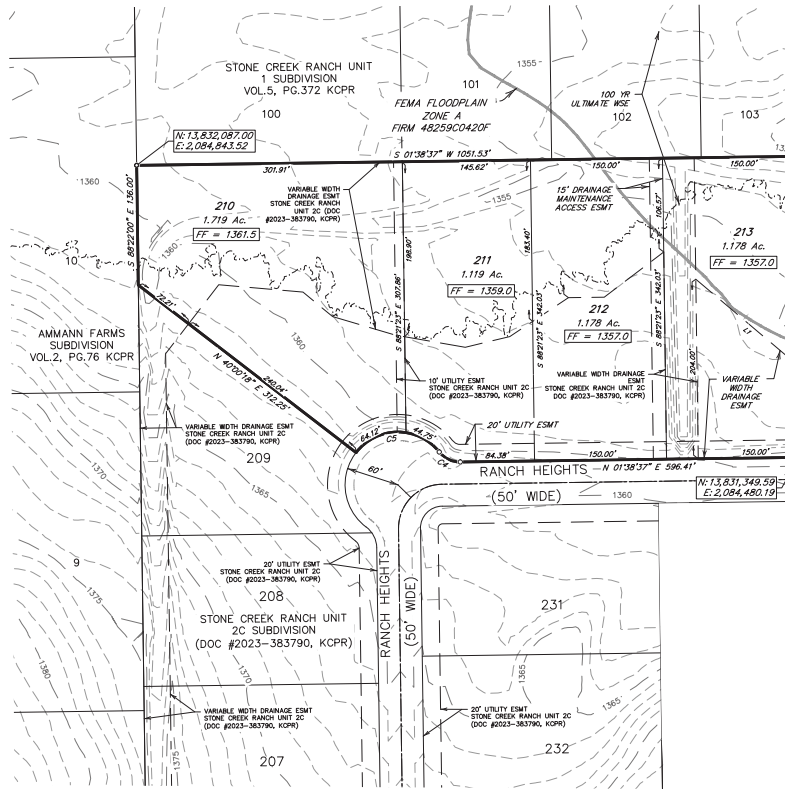 STONE CREEK RANCH UNIT
1 SUBDIVISION
VOL.5, PG.372 KCPR
100
101
1355
FEMA FLOODPLAIN
ZONE A
FIRM 48259C0420F
100 YR
ULTIMATE WSE
102
103
N: 13,832,087.00
E: 2,084,843.52
S 01°38'37" W 1051.53'
301.91'
145.62'
150.00'
150.00'
1360
S 88°22'00" E 136.00'
210
1.719 Ac.
FF = 1361.5
1360
VARIABLE WIDTH
DRAINAGE ESMT
STONE CREEK RANCH
UNIT 2C (DOC
#2023-383790, KCPR)
1355
15' DRAINAGE
MAINTENANCE
ACCESS ESMT
106.57'
198.90'
183.40'
213
1.178 Ac.
FF = 1357.0
10
211
1.119 Ac.
FF = 1359.0
S 88°21'23" E 307.86'
S 88°21'23" E 342.03'
S 88°21'23" E 342.03'
212
1.178 Ac.
FF = 1357.0
72.21'
AMMANN FARMS
SUBDIVISION
VOL.2, PG.76 KCPR
N 40°00'18" E 312.25'
240.04'
1360
L7
204.00'
10' UTILITY ESMT
STONE CREEK RANCH UNIT 2C
(DOC #2023-383790, KCPR)
VARIABLE WIDTH DRAINAGE
ESMT
STONE CREEK RANCH UNIT 2C
(DOC #2023-383790, KCPR)
VARIABLE
WIDTH
DRAINAGE
ESMT
VARIABLE WIDTH DRAINAGE ESMT
STONE CREEK RANCH UNIT 2C
(DOC #2023-383790, KCPR)
209
64.12'
C5
44.75'
C4
20' UTILITY ESMT
84.38'
150.00'
150.00'
RANCH HEIGHTS
N 01°38'37" E 596.41'
60'
(50' WIDE)
1360
N: 13,831,349.59
E: 2,084,480.19
1370
1365
9
1375
1380
20' UTILITY ESMT
STONE CREEK RANCH UNIT 2C
(DOC #2023-383790, KCPR)
208
STONE CREEK RANCH UNIT
2C SUBDIVISION
(DOC #2023-383790, KCPR)
RANCH HEIGHTS
(50' WIDE)
231
1370
1365
1365
VARIABLE WIDTH DRAINAGE ESMT
STONE CREEK RANCH UNIT 2C
(DOC #2023-383790, KCPR)
20' UTILITY ESMT
STONE CREEK RANCH UNIT 2C
(DOC #2023-383790, KCPR)
1375
207
232